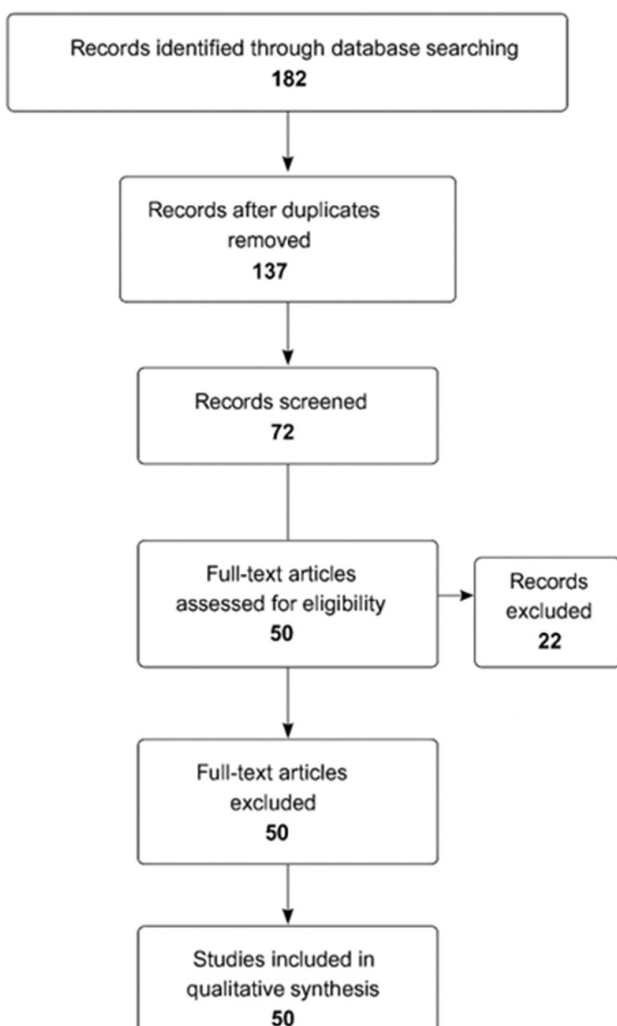 Records identified through database searching
182
Records after duplicates
removed
137
Records screened
72
Full-text articles
assessed for eligibility
50
Records
excluded
22
Full-text articles
excluded
50
Studies included in
qualitative synthesis
50